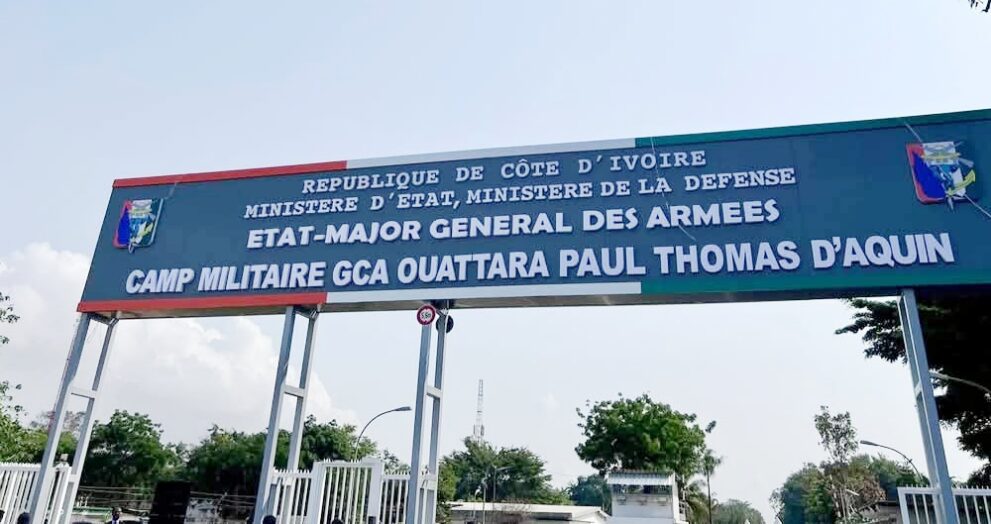 REPUBLIQUE DE CÔTE D'IVOIRE
MINISTERE D'ETAT, MINISTERE DE LA DEFENSE
ETAT-MAJOR GENERAL DES ARMEES
CAMP MILITAIRE GCA OUATTARA PAUL THOMAS D'AQUIN